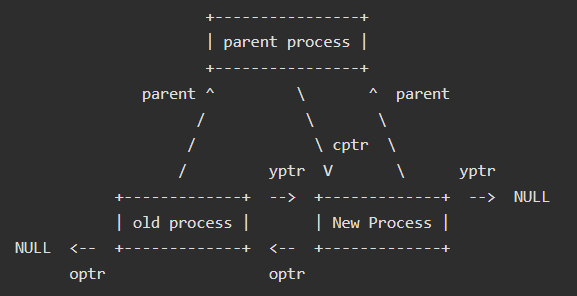 +----------------+
| parent process |
+----------------+
parent ^ \ ^ parent
/ \ \
/ \ cptr \
/ yptr V \ yptr
+-------------+ --> +-------------+ --> NULL
| old process | | New Process |
NULL <-- +-------------+ <-- +-------------+
optr optr